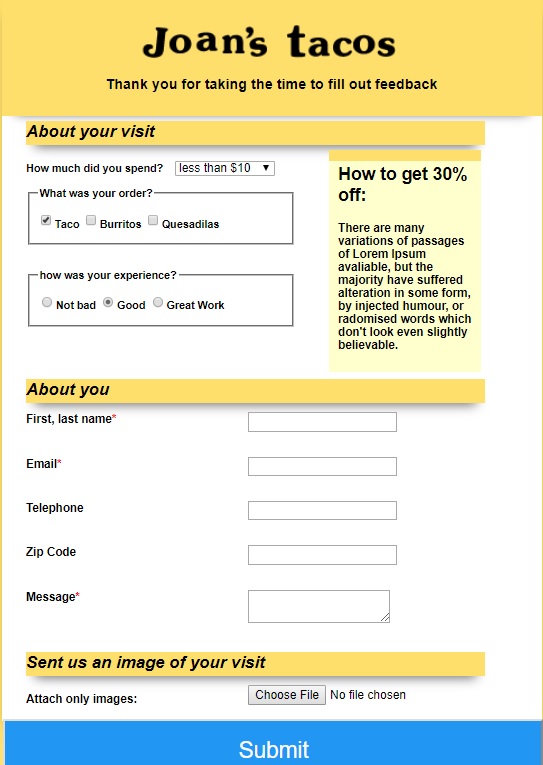 Joan's tacos
Thank you for taking the time to fill out feedback
About your visit
How much did you spend? less than $10
What was your order?
Taco Burritos Quesadilas
how was your experience?
Not bad Good Great Work
How to get 30%
off:
There are many
variations of passages
of Lorem Ipsum
avaliable, but the
majority have suffered
alteration in some form,
by injected humour, or
radomised words which
don't look even slightly
believable.
About you
First, last name*
Email*
Telephone
Zip Code
Message*
Sent us an image of your visit
Attach only images: Choose File No file chosen
Submit